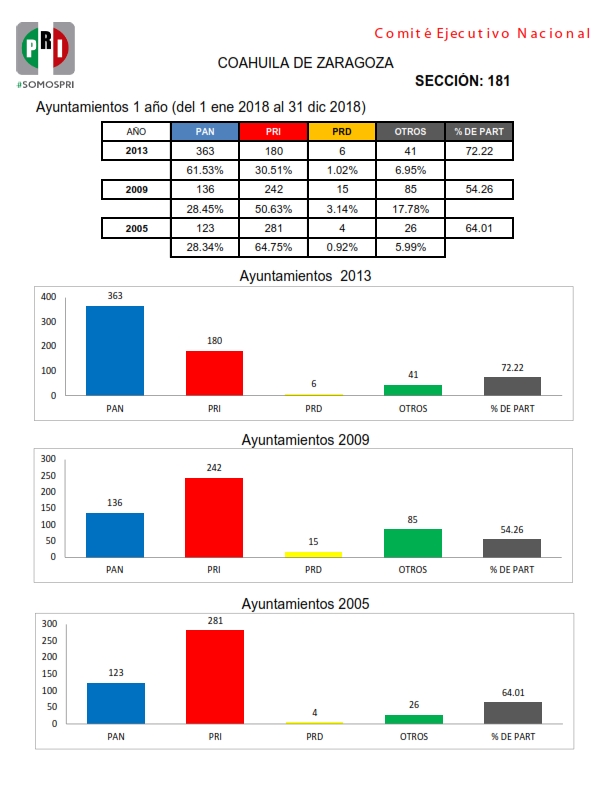 Comité Ejecutivo Nacional
PRI
#SOMOSPRI
COAHUILA DE ZARAGOZA
SECCIÓN: 181
Ayuntamientos 1 año (del 1 ene 2018 al 31 dic 2018)
AÑO PAN PRI PRD OTROS % DE PART
2013 363 180 6 41 72.22
61.53% 30.51% 1.02% 6.95%
2009 136 242 15 85 54.26
28.45% 50.63% 3.14% 17.78%
2005 123 281 4 26 64.01
28.34% 64.75% 0.92% 5.99%
Ayuntamientos 2013
400
300
200
100
0
363
180
6
41
72.22
PAN PRI PRD OTROS % DE PART
Ayuntamientos 2009
300
250
200
150
100
50
0
136
242
15
85
54.26
PAN PRI PRD OTROS % DE PART
Ayuntamientos 2005
300
250
200
150
100
50
0
123
281
4
26
64.01
PAN PRI PRD OTROS % DE PART